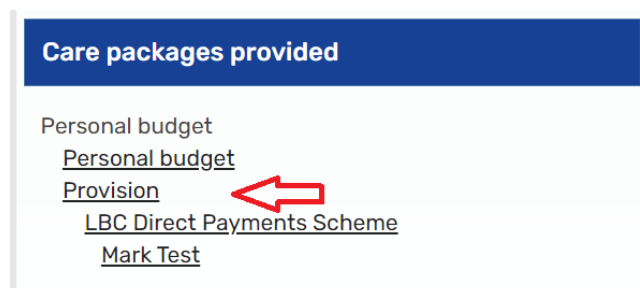 Care packages provided
Personal budget
Personal budget
Provision
LBC Direct Payments Scheme
Mark Test